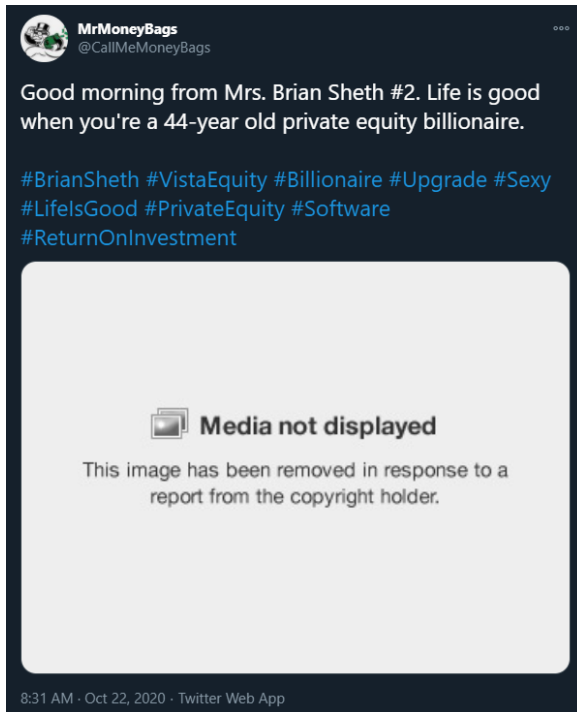 MrMoneyBags
@CallMeMoneyBags
Good morning from Mrs. Brian Sheth #2. Life is good
when you're a 44-year old private equity billionaire.
#BrianSheth #VistaEquity #Billionaire #Upgrade #Sexy
#LifeIsGood #PrivateEquity #Software
#ReturnOnInvestment
Media not displayed
This image has been removed in response to a
report from the copyright holder.
8:31 AM · Oct 22, 2020 · Twitter Web App